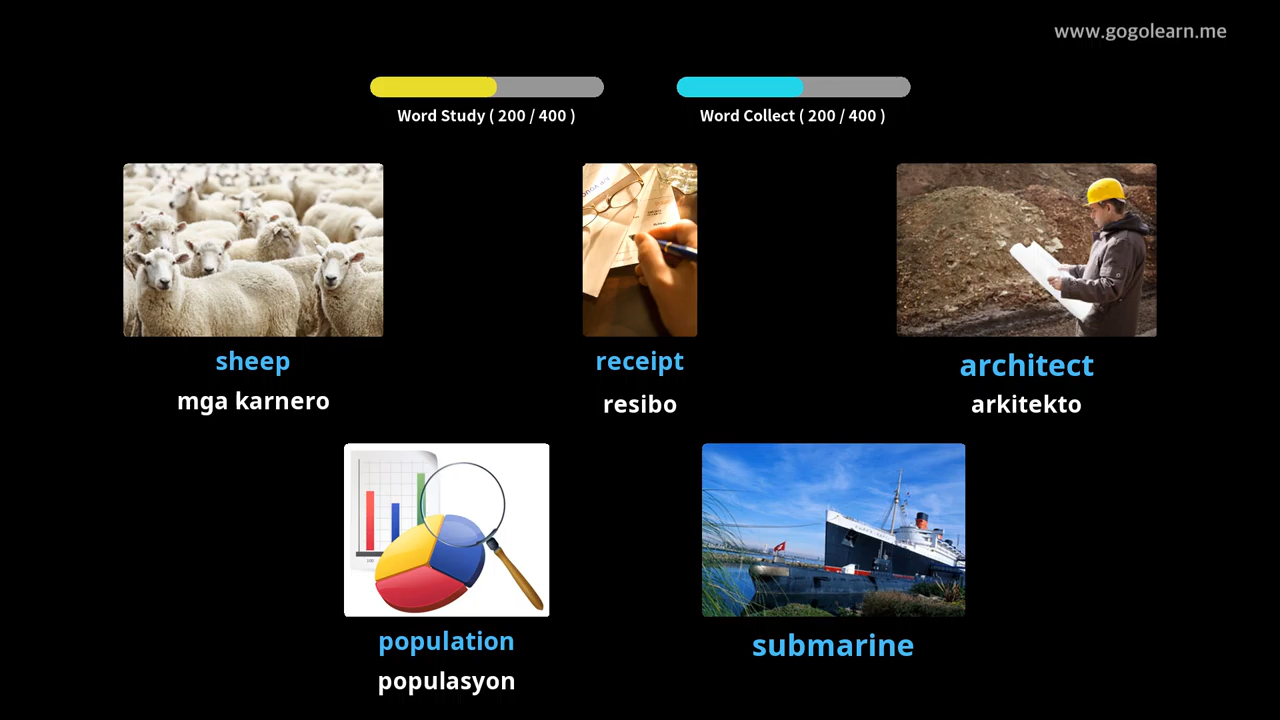 www.gogolearn.me
Word Study ( 200 / 400 )
Word Collect ( 200 / 400 )
sheep
mga karnero
receipt
resibo
architect
arkitekto
population
populasyon
submarine